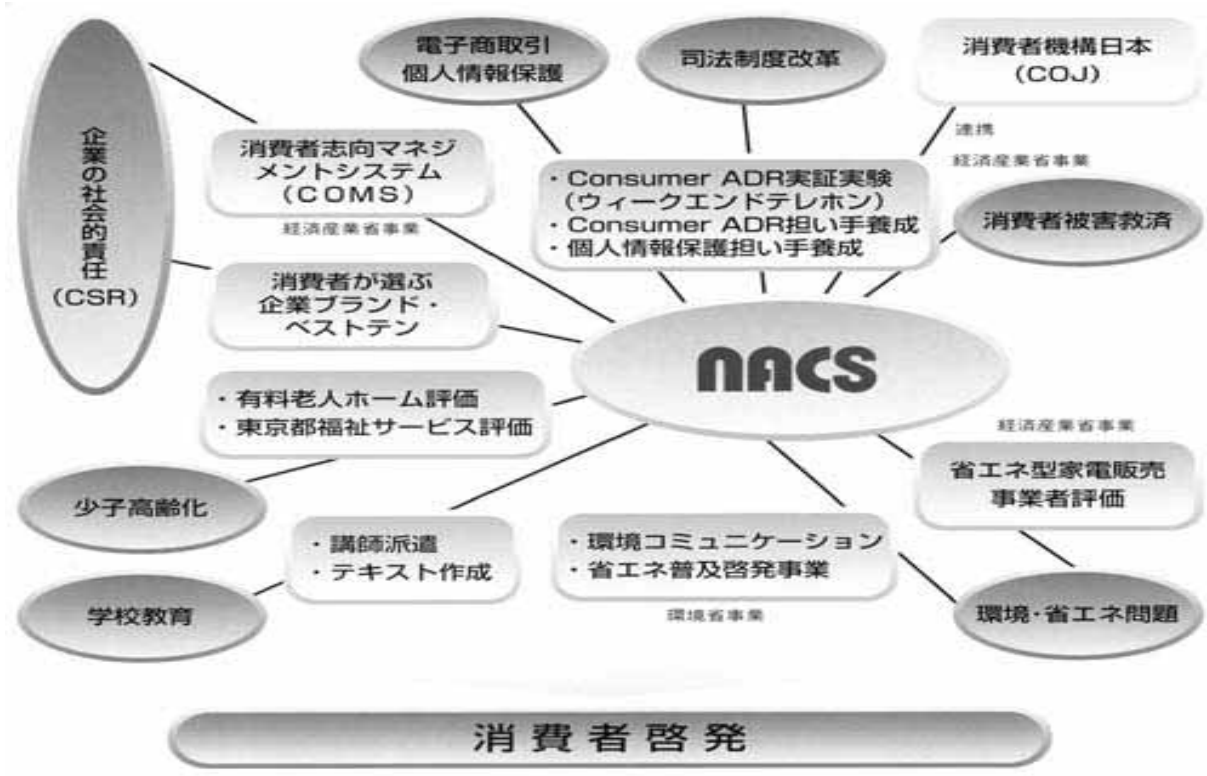 電子商取引
個人情報保護
司法制度改革
消費者機構日本
(COJ)
連携
経済産業省事業
企業の社会的責任
(CSR)
消費者志向マネジ
メントシステム
(COMS)
経済産業省事業
・Consumer ADR実証実験
(ウィークエンドテレホン)
・Consumer ADR担い手養成
・個人情報保護担い手養成
消費者被害救済
消費者が選ぶ
企業ブランド・
ベストテン
NACS
・有料老人ホーム評価
・東京都福祉サービス評価
経済産業省事業
省エネ型家電販売
事業者評価
少子高齢化
・講師派遣
・テキスト作成
・環境コミュニケーション
・省エネ普及啓発事業
環境省事業
学校教育
環境・省エネ問題
消費者啓発